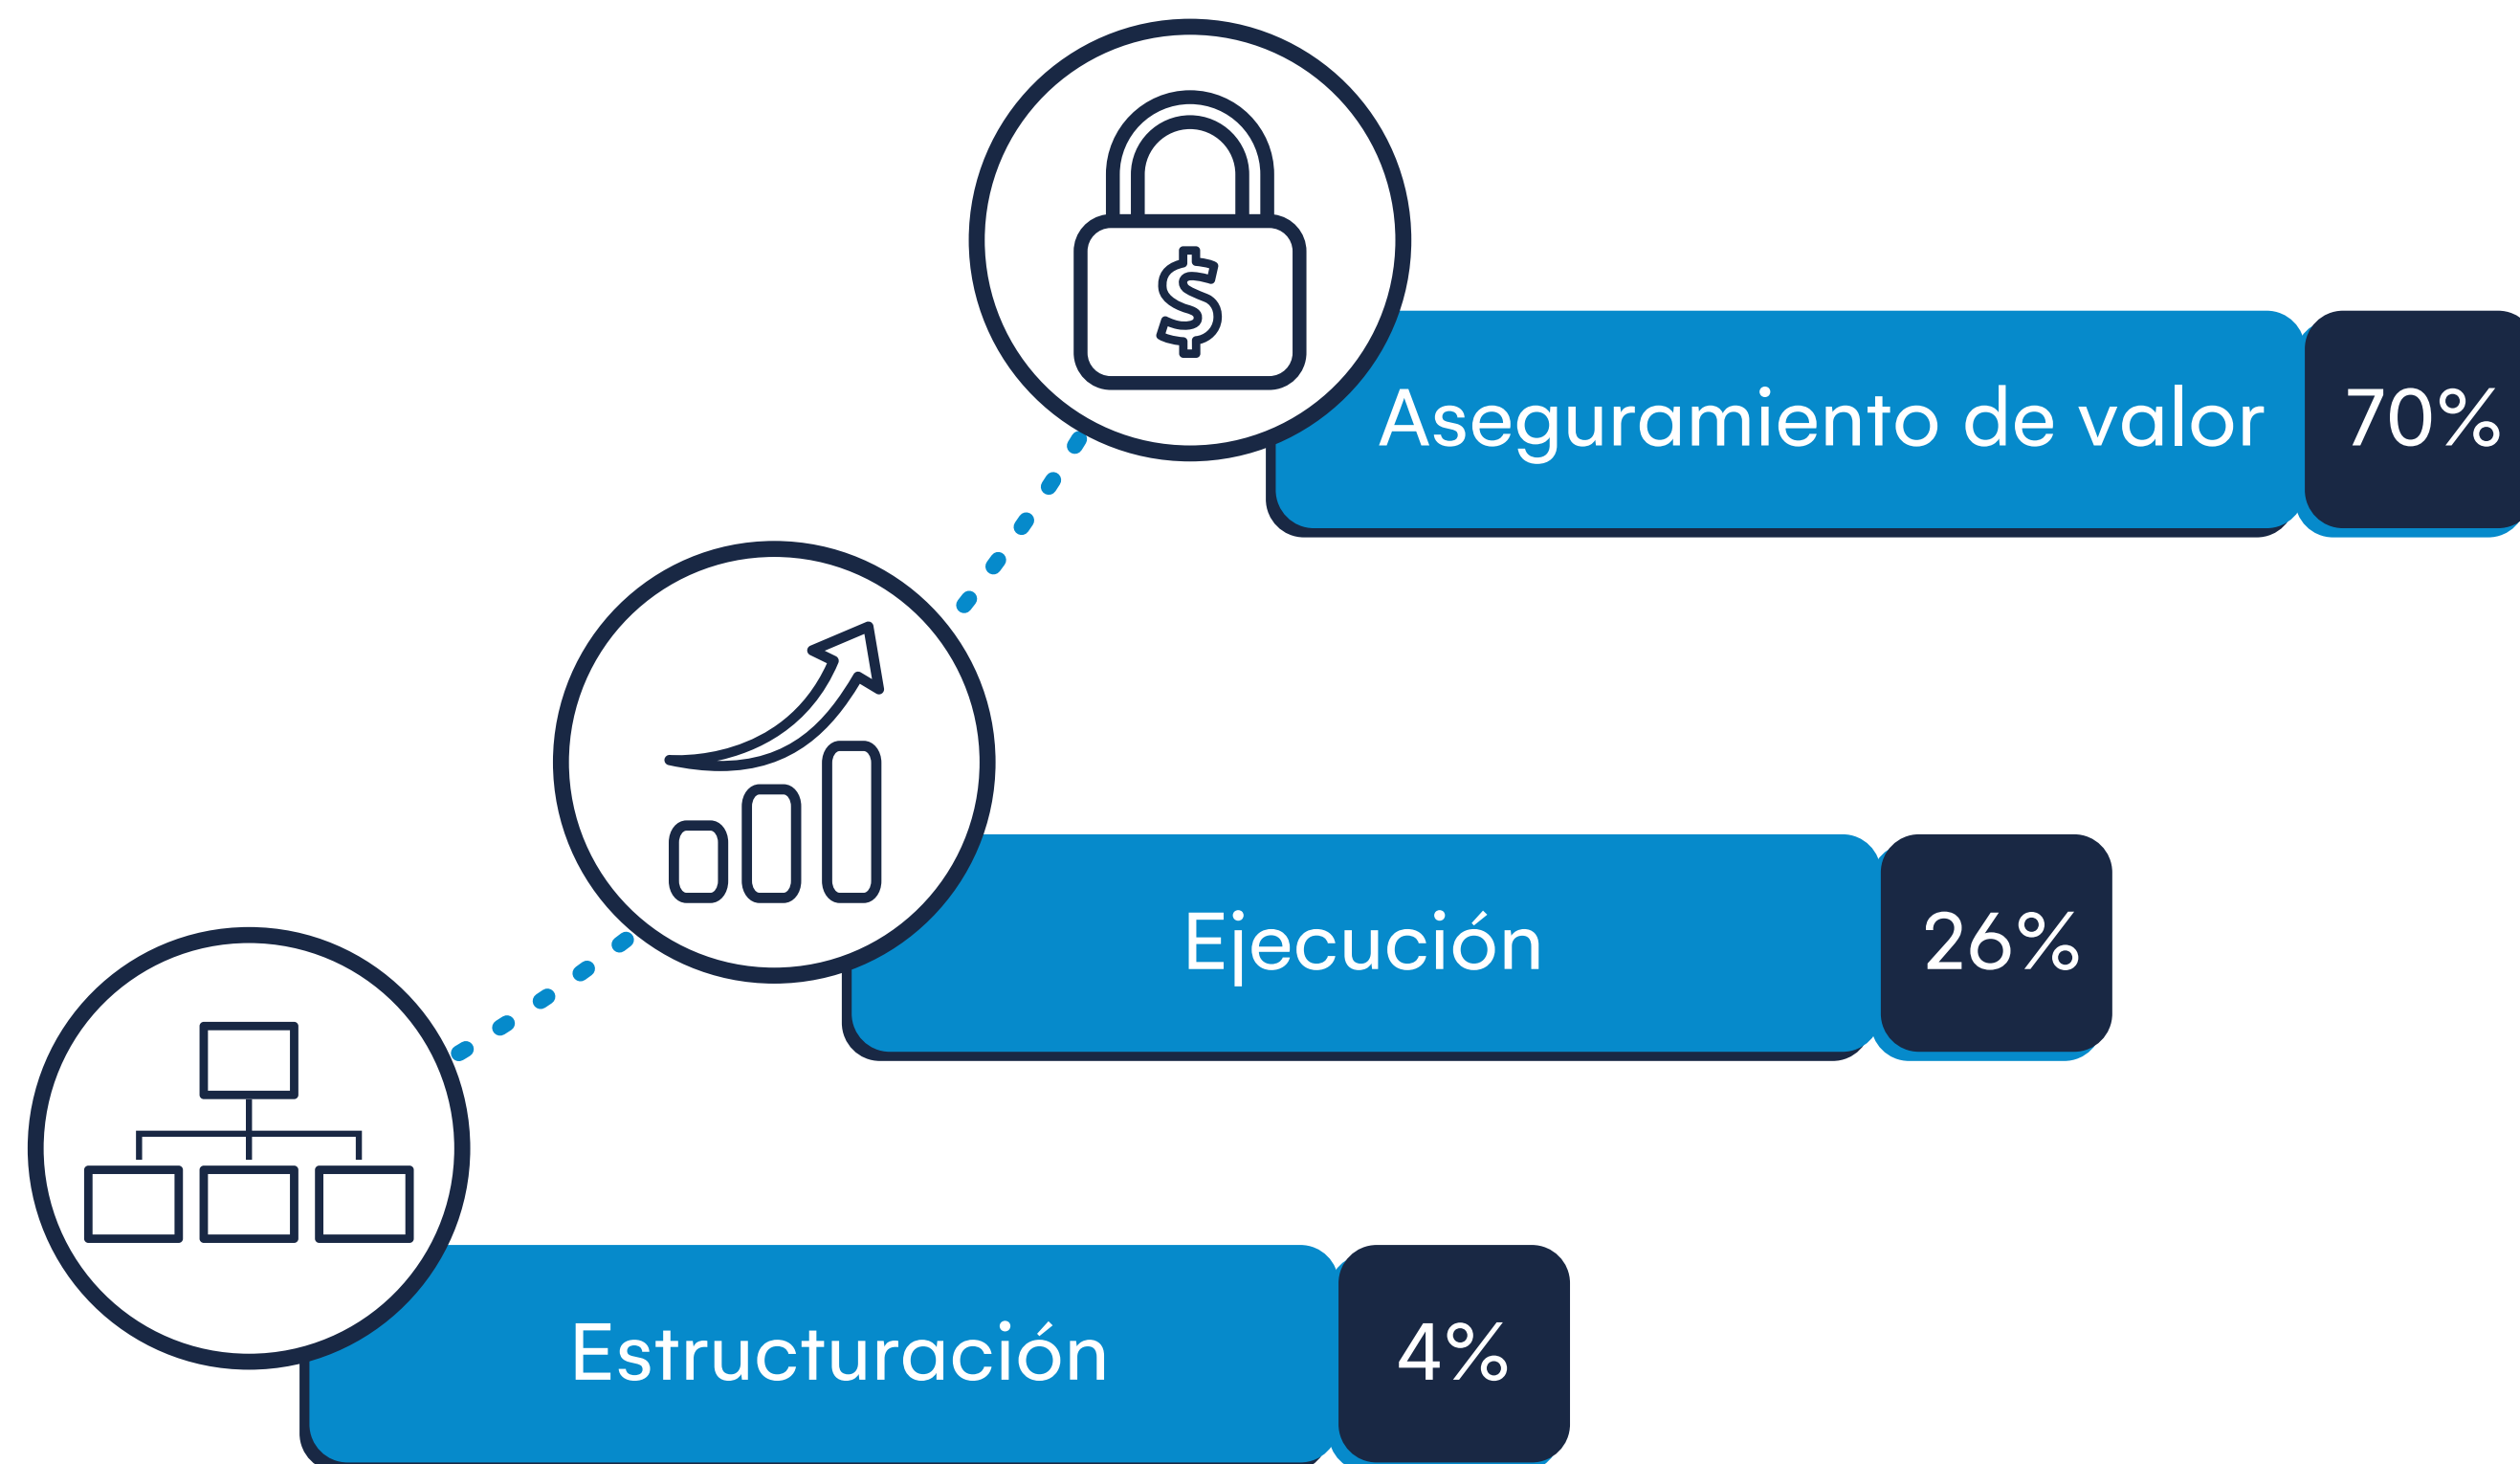 $
Aseguramiento de valor 70%
Ejecución 26%
Estructuración 4%